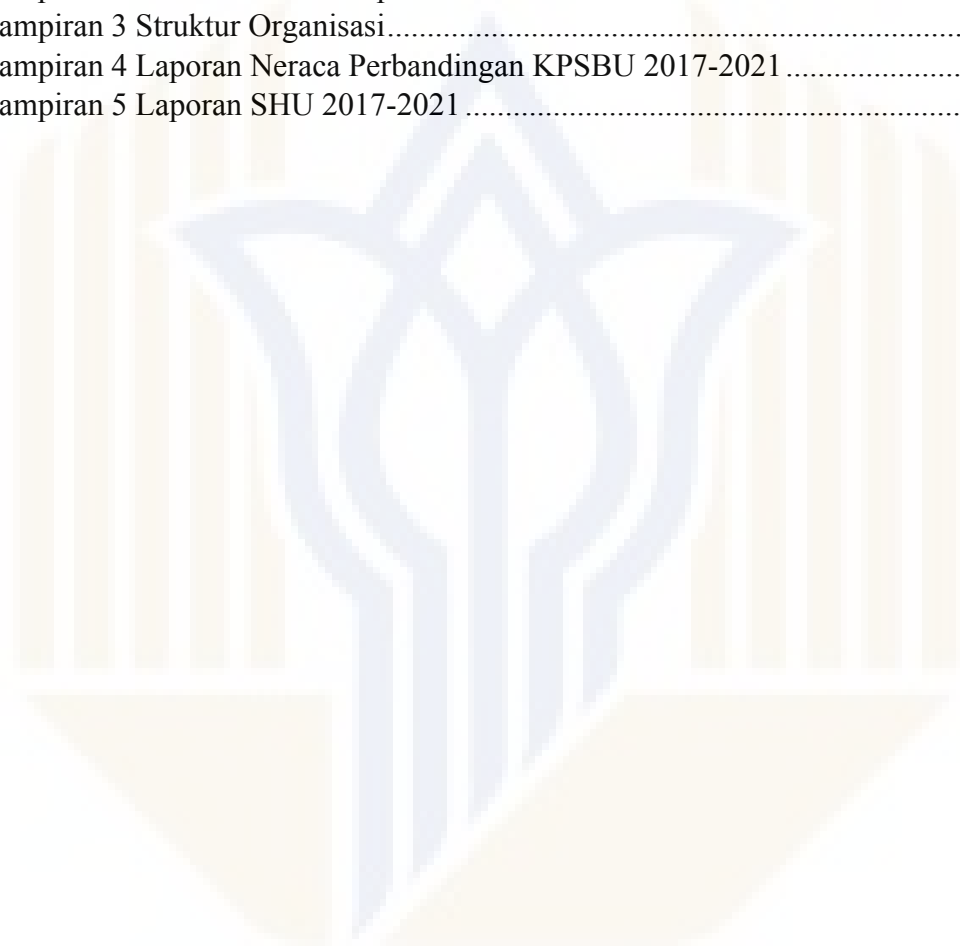 ampiran 3 Struktur Organisasi........................................................................
ampiran 4 Laporan Neraca Perbandingan KPSBU 2017-2021......................
ampiran 5 Laporan SHU 2017-2021..............................................................